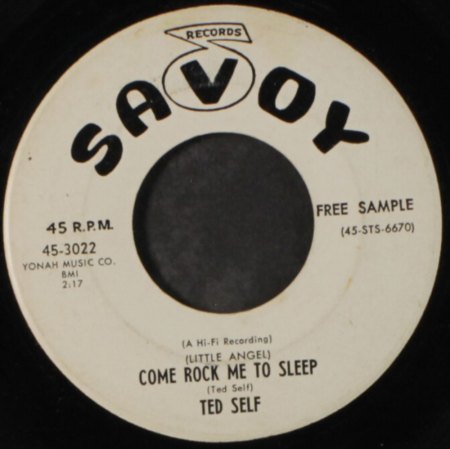 RECORDS
SAVOY
45 R.P.M.
45-3022
YONAH MUSIC CO.
BMI
2:17
FREE SAMPLE
(45-STS-6670)
(A Hi-Fi Recording)
(LITTLE ANGEL)
COME ROCK ME TO SLEEP
(Ted Self)
TED SELF